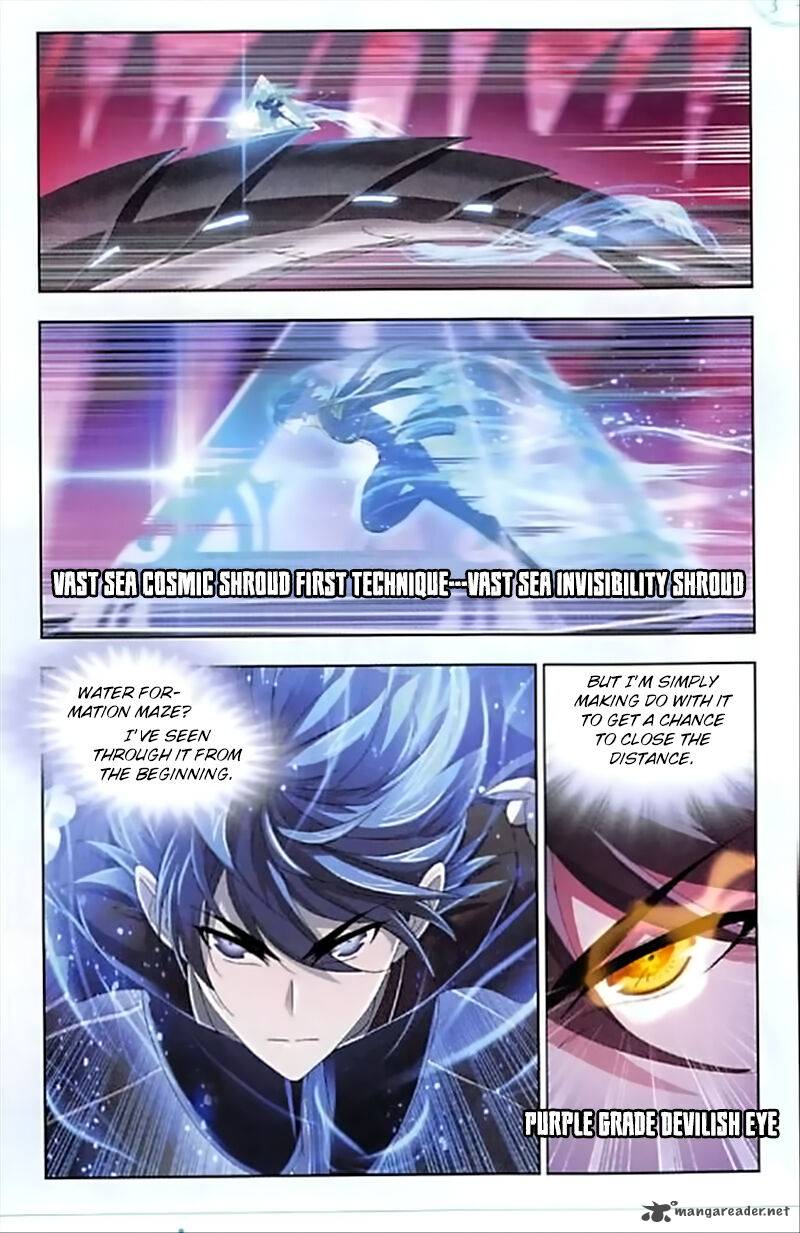 VAST SEA COSMIC SHROUD FIRST TECHNIQUE---VAST SEA INVISIBILITY SHROUD
WATER FOR-
MATION MAZE?
I'VE SEEN
THROUGH IT FROM
THE BEGINNING.
BUT I'M SIMPLY
MAKING DO WITH IT
TO GET A CHANCE
TO CLOSE THE
DISTANCE.
PURPLE GRADE DEVILISH EYE
mangareader.net